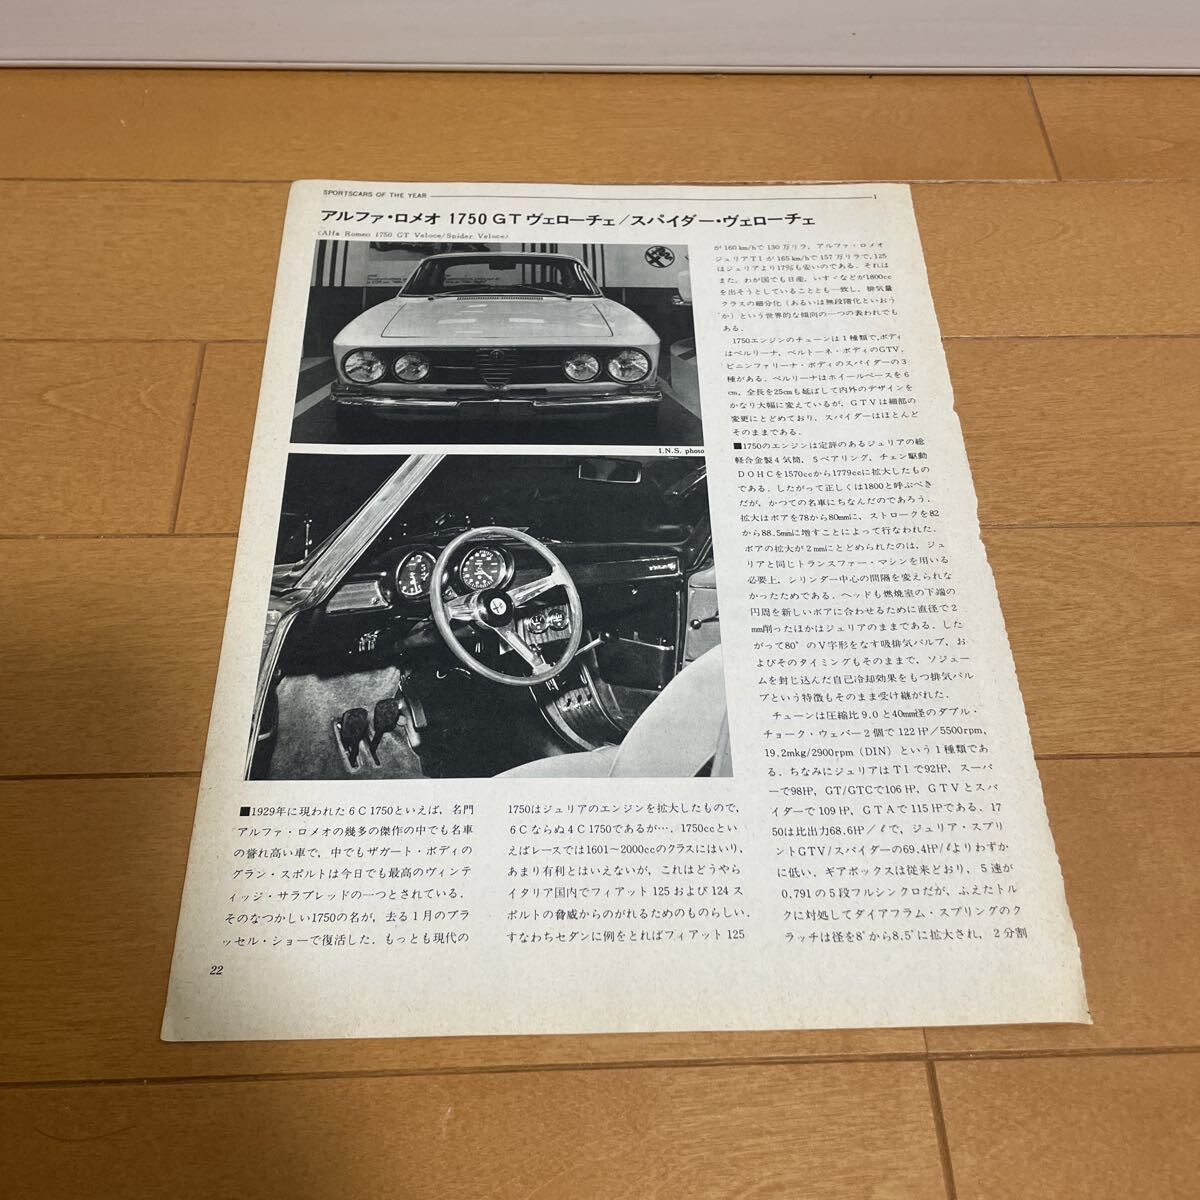 SPORTSCARS OF THE YEAR
1
アルファ・ロメオ 1750 GT ヴェローチェ/スパイダー・ヴェローチェ
(Alfa Romeo 1750 GT Veloce/Spider Veloce)
I.N.S. photo
■1929年に現われた6C1750といえば, 名門
アルファ・ロメオの幾多の傑作の中でも名車
の誉れ高い車で, 中でもザガート・ボディの
グラン・スポルトは今日でも最高のヴィンテ
ィッジ・サラブレッドの一つとされている.
そのなつかしい1750の名が, 去る1月のブラ
ッセル・ショーで復活した. もっとも現代の
1750はジュリアのエンジンを拡大したもので,
6Cならぬ4C1750であるが…, 1750ccとい
えばレースでは1601〜2000ccのクラスにはいり,
あまり有利とはいえないが, これはどうやら
イタリア国内でフィアット125および124ス
ポルトの脅威からのがれるためのものらしい.
すなわちセダンに例をとればフィアット125
が160km/hで130万リラ, アルファ・ロメオ
ジュリアTIが165km/hで157万リラで, 125
はジュリアより17%も安いのである. それは
また, わが国でも日産, いすゞなどが1800cc
を出そうとしていることとも一致し, 排気量
クラスの細分化(あるいは無段階化といおう
か)という世界的な傾向の一つの表われでも
ある.
1750エンジンのチューンは1種類で, ボディ
はベルリーナ, ベルトーネ・ボディのGTV,
ピニンファリーナ・ボディのスパイダーの3
種がある. ベルリーナはホイールベースを6
cm, 全長を25cmも延ばして内外のデザインを
かなり大幅に変えているが, GTVは細部の
変更にとどめており, スパイダーはほとんど
そのままである.
■1750のエンジンは定評のあるジュリアの総
軽合金製4気筒, 5ベアリング, チェン駆動
DOHCを1570ccから1779ccに拡大したもの
である. したがって正しくは1800と呼ぶべき
だが, かつての名車にちなんだのであろう.
拡大はボアを78から80mmに, ストロークを82
から88.5mmに増すことによって行なわれた.
ボアの拡大が2mmにとどめられたのは, ジュ
リアと同じトランスファー・マシンを用いる
必要上, シリンダー中心の間隔を変えられな
かったためである. ヘッドも燃焼室の下端の
円周を新しいボアに合わせるために直径で2
mm削ったほかはジュリアのままである. した
がって80°のV字形をなす吸排気バルブ, お
よびそのタイミングもそのままで, ソジュー
ムを封じ込んだ自己冷却効果をもつ排気バル
ブという特徴もそのまま受け継がれた.
チューンは圧縮比9.0と40mm径のダブル・
チョーク・ウェバー2個で122HP/5500rpm,
19.2mkg/2900rpm (DIN) という1種類であ
る. ちなみにジュリアはTIで92HP, スーパ
ーで98HP, GT/GTCで106HP, GTVとスパ
イダーで109HP, GTAで115HPである. 17
50は比出力68.6HP/ℓで, ジュリア・スプリ
ントGTV/スパイダーの69.4HP/ℓよりわずか
に低い. ギアボックスは従来どおり, 5速が
0.791の5段フルシンクロだが, ふえたトル
クに対処してダイアフラム・スプリングのク
ラッチは径を8"から8.5"に拡大され, 2分割
22